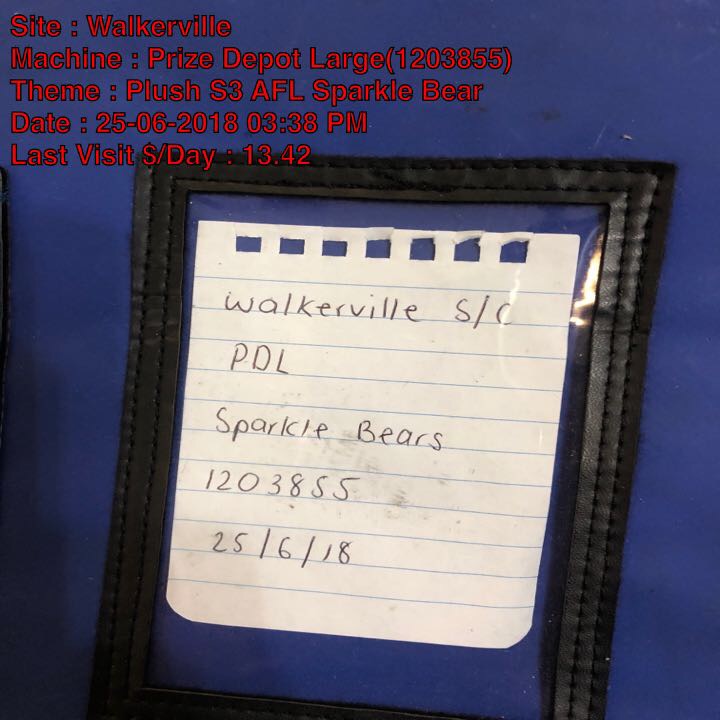 Site : Walkerville
Machine : Prize Depot Large(1203855)
Theme : Plush S3 AFL Sparkle Bear
Date : 25-06-2018 03:38 PM
Last Visit $/Day : 13.42
Walkerville S/C
PDL
Sparkle Bears
1203855
25/6/18